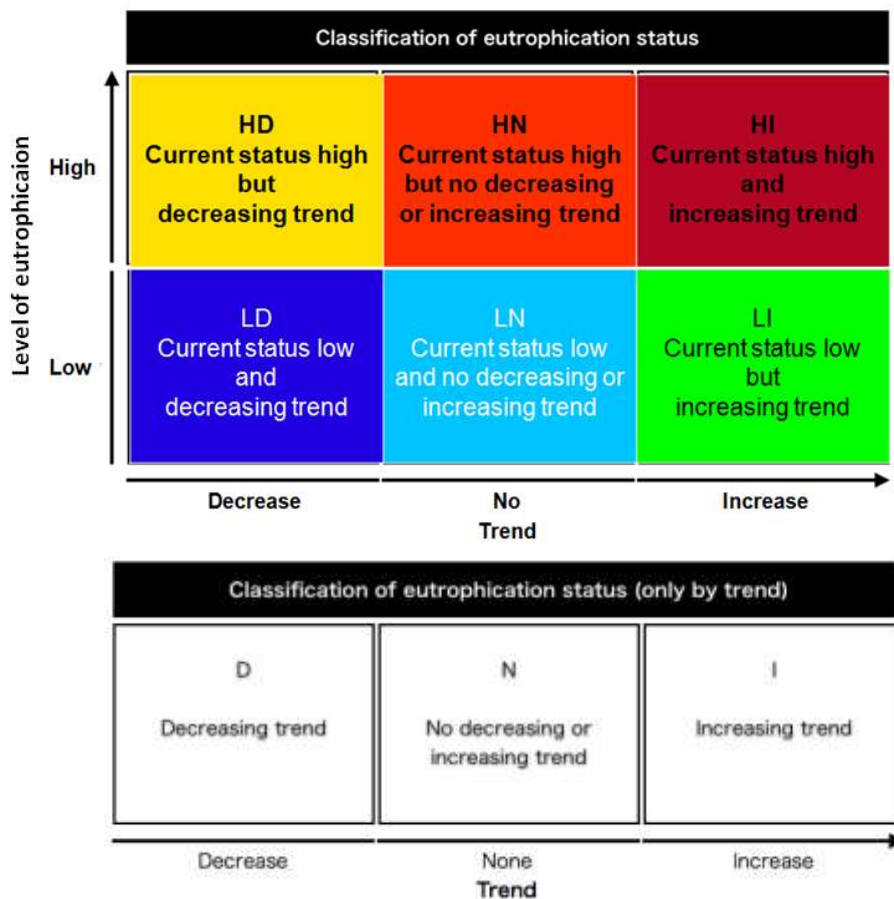 Classification of eutrophication status
Level of eutrophicaion
High
Low
HD
Current status high
but
decreasing trend
HN
Current status high
but no decreasing
or increasing trend
HI
Current status high
and
increasing trend
LD
Current status low
and
decreasing trend
LN
Current status low
and no decreasing or
increasing trend
LI
Current status low
but
increasing trend
Decrease
No
Increase
Trend
Classification of eutrophication status (only by trend)
D
Decreasing trend
N
No decreasing or
increasing trend
I
Increasing trend
Decrease
None
Increase
Trend